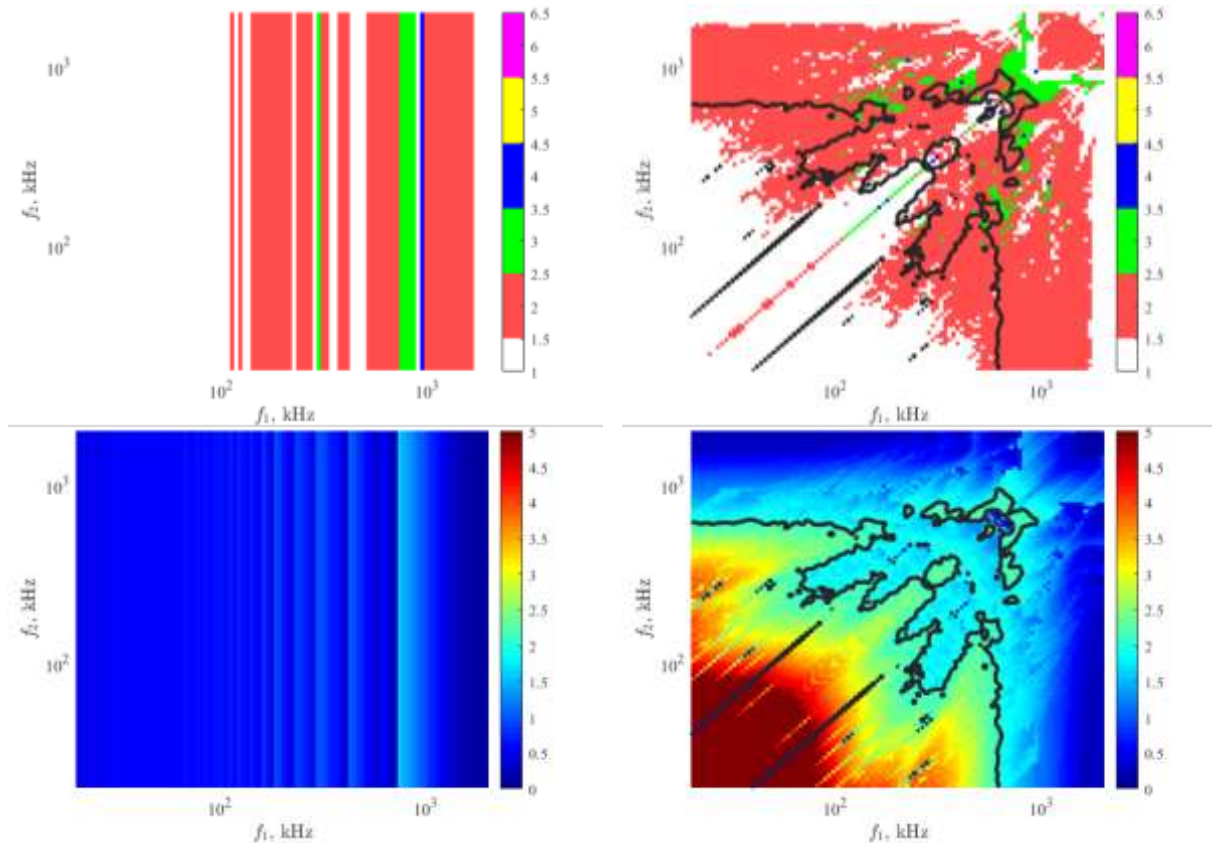 6.5 6.5
6 6
10³ 5.5 10³ 5.5
5 5
4.5 4.5
4 4
f₂, kHz 3.5 f₂, kHz 3.5
3 3
10² 2.5 10² 2.5
2 2
1.5 1.5
1 1
10² 10³ 10² 10³
f₁, kHz f₁, kHz
5 5
4.5 4.5
10³ 4 10³ 4
3.5 3.5
3 3
f₂, kHz 2.5 f₂, kHz 2.5
2 2
10² 1.5 10² 1.5
1 1
0.5 0.5
0 0
10² 10³ 10² 10³
f₁, kHz f₁, kHz